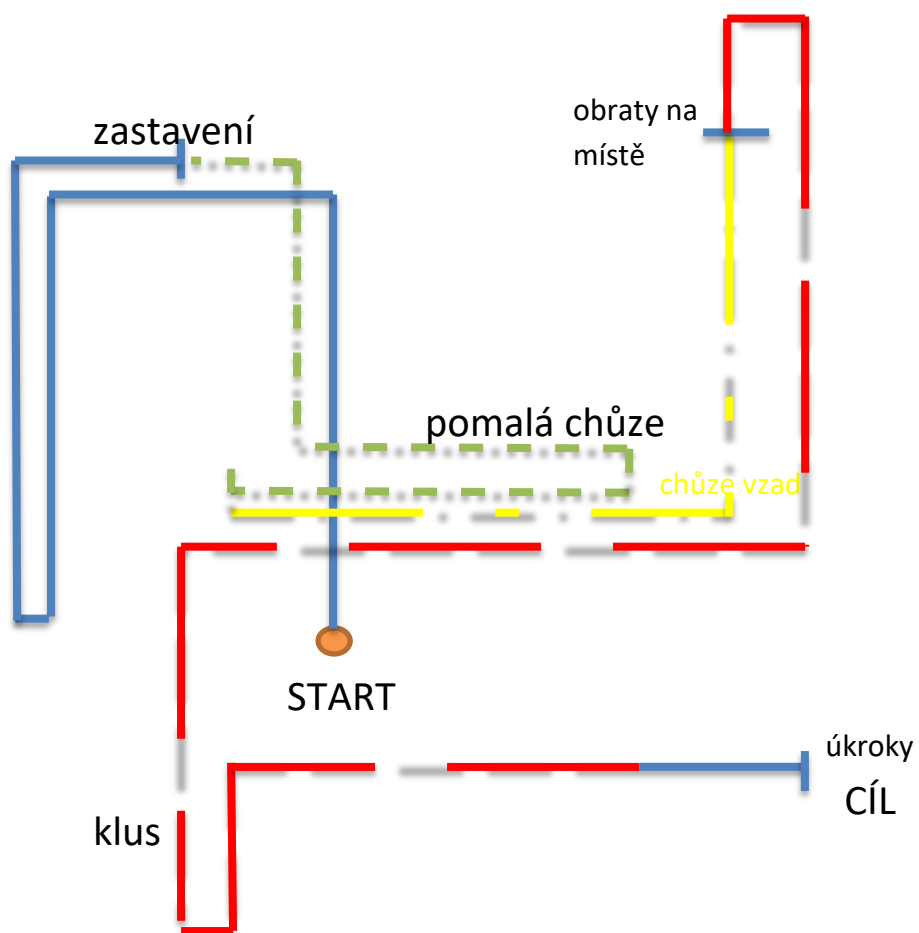 obraty na
místě
zastavení
pomalá chůze
chůze vzad
START
úkroky
CÍL
klus